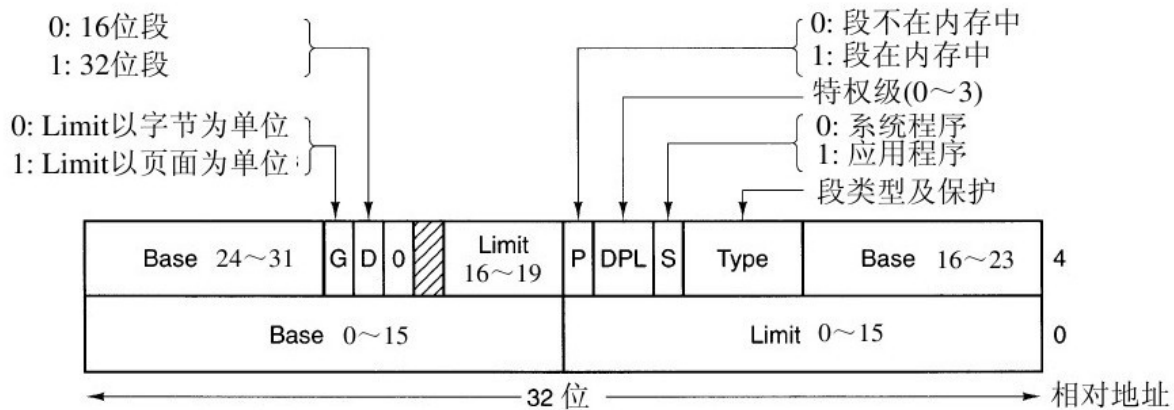 0: 16位段
1: 32位段
0: Limit以字节为单位
1: Limit以页面为单位
0: 段不在内存中
1: 段在内存中
特权级(0～3)
0: 系统程序
1: 应用程序
段类型及保护
Base 24～31
G
D
0
Limit
16～19
P
DPL
S
Type
Base 16～23
4
Base 0～15
Limit 0～15
0
32 位
相对地址